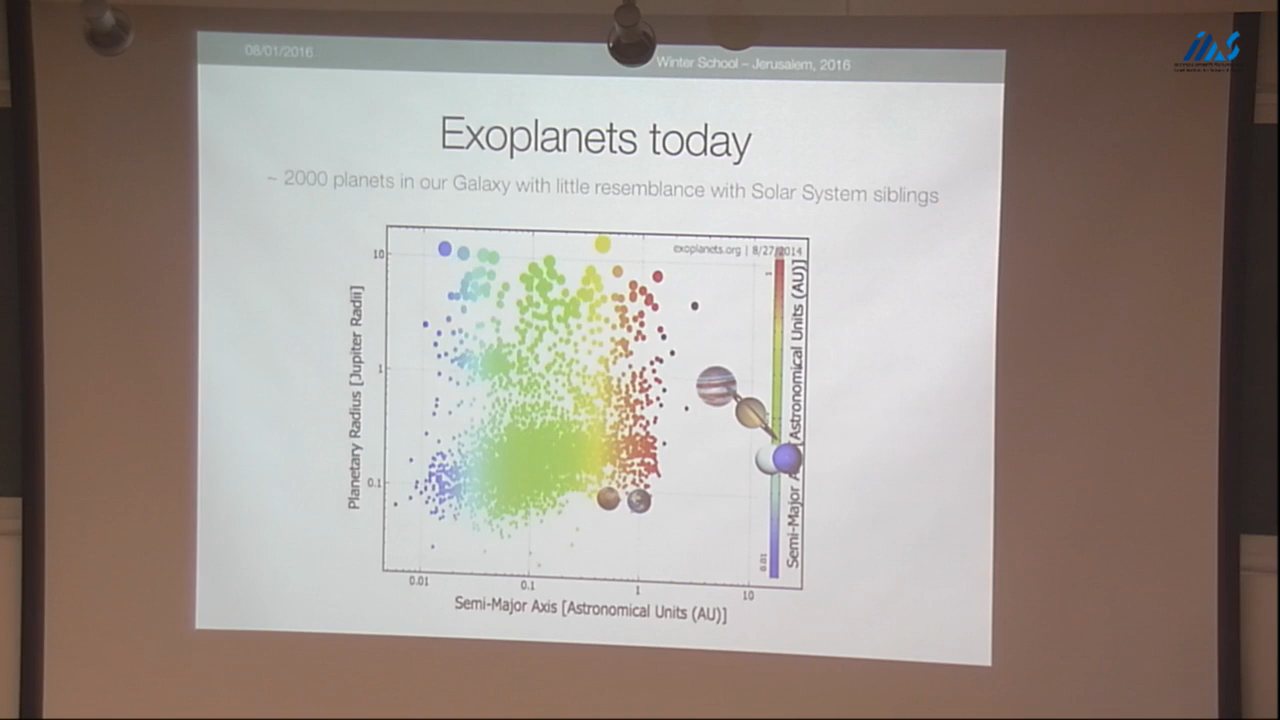 08/01/2016
Winter School – Jerusalem, 2016
Exoplanets today
~ 2000 planets in our Galaxy with little resemblance with Solar System siblings
exoplanets.org | 8/27/2014
Planetary Radius [Jupiter Radii]
10
1
0.1
0.01
0.1
1
10
Semi-Major Axis [Astronomical Units (AU)]
1
Semi-Major A [Astronomical Units (AU)]
0.01